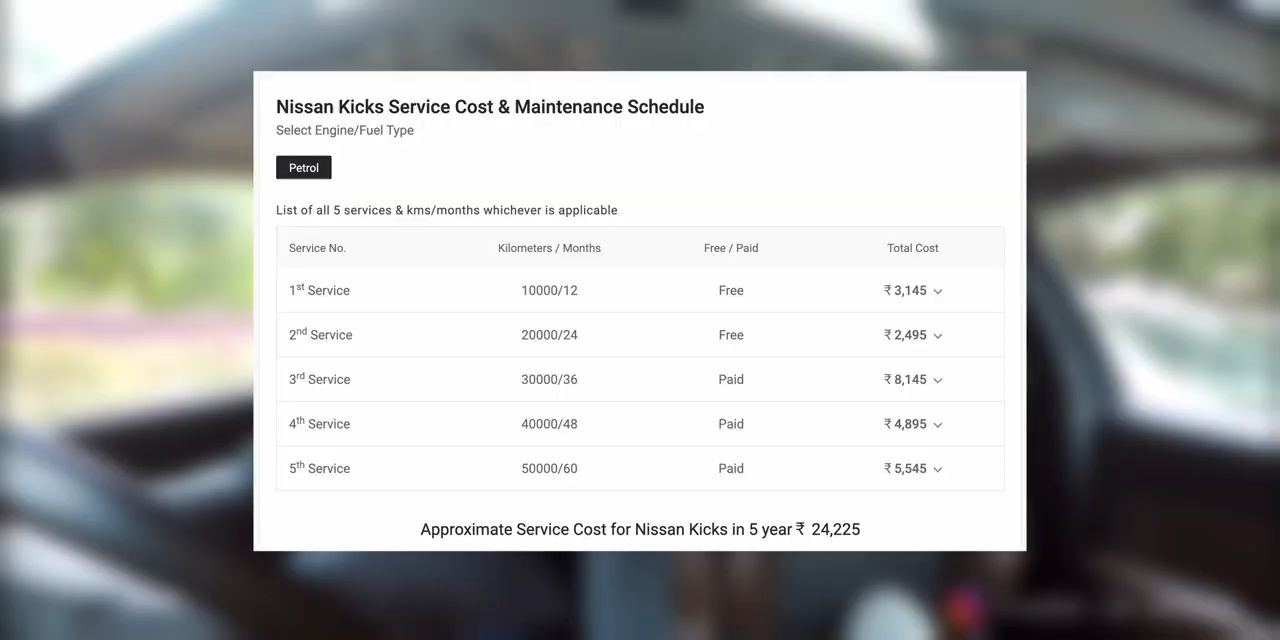 Nissan Kicks Service Cost & Maintenance Schedule
Select Engine/Fuel Type
Petrol
List of all 5 services & kms/months whichever is applicable
Service No. Kilometers / Months Free / Paid Total Cost
1st Service 10000/12 Free ₹ 3,145
2nd Service 20000/24 Free ₹ 2,495
3rd Service 30000/36 Paid ₹ 8,145
4th Service 40000/48 Paid ₹ 4,895
5th Service 50000/60 Paid ₹ 5,545
Approximate Service Cost for Nissan Kicks in 5 year ₹ 24,225